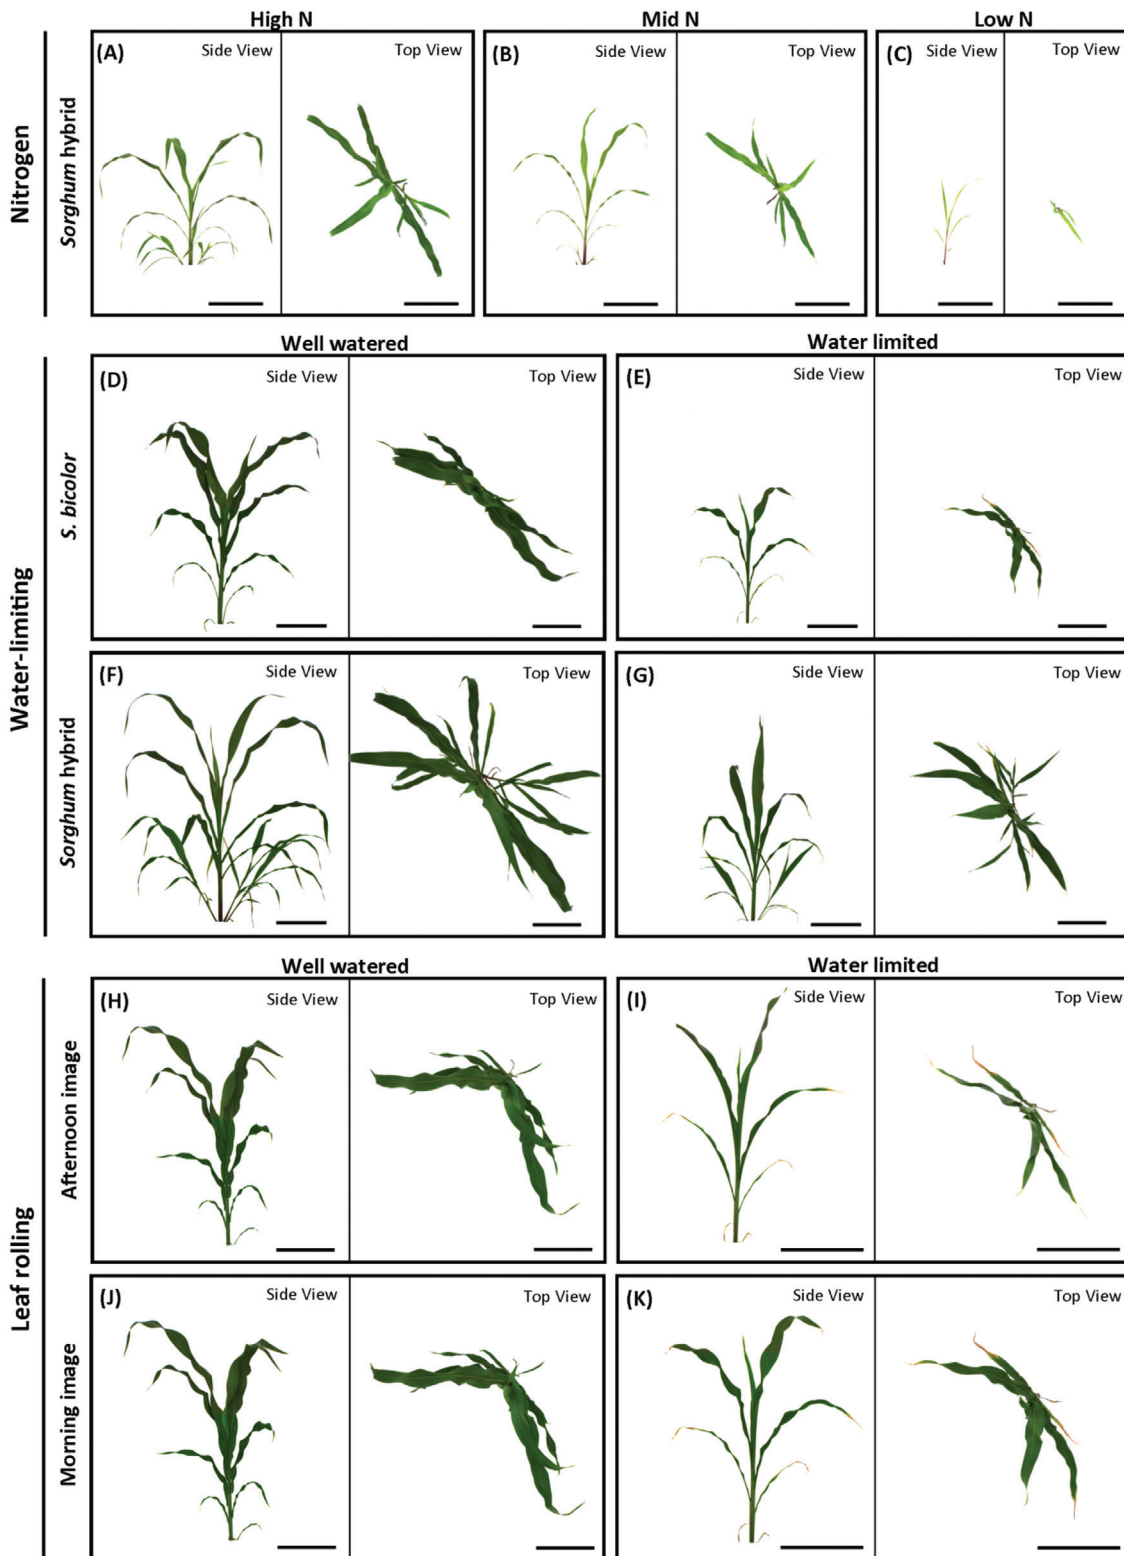 High N
Mid N
Low N
Nitrogen
Sorghum hybrid
(A)
Side View
Top View
(B)
Side View
Top View
(C)
Side View
Top View
Water-limiting
Well watered
Water limited
S. bicolor
(D)
Side View
Top View
(E)
Side View
Top View
Sorghum hybrid
(F)
Side View
Top View
(G)
Side View
Top View
Leaf rolling
Well watered
Water limited
Afternoon image
(H)
Side View
Top View
(I)
Side View
Top View
Morning image
(J)
Side View
Top View
(K)
Side View
Top View